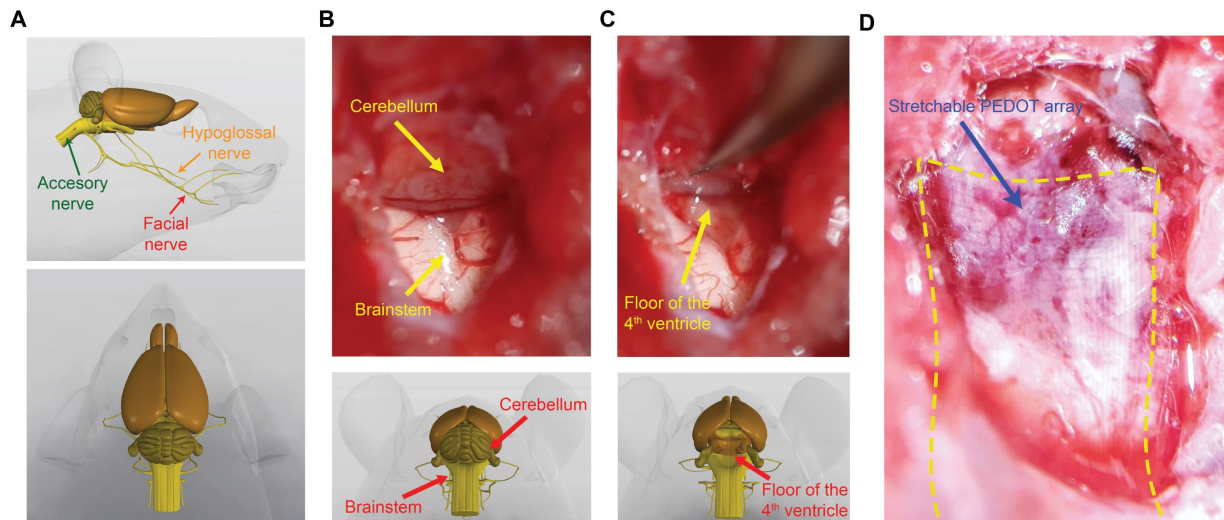 A
Hypoglossal
nerve
Accesory
nerve
Facial
nerve
B
Cerebellum
Brainstem
Cerebellum
Brainstem
C
Floor of the
4th ventricle
Floor of the
4th ventricle
D
Stretchable PEDOT array